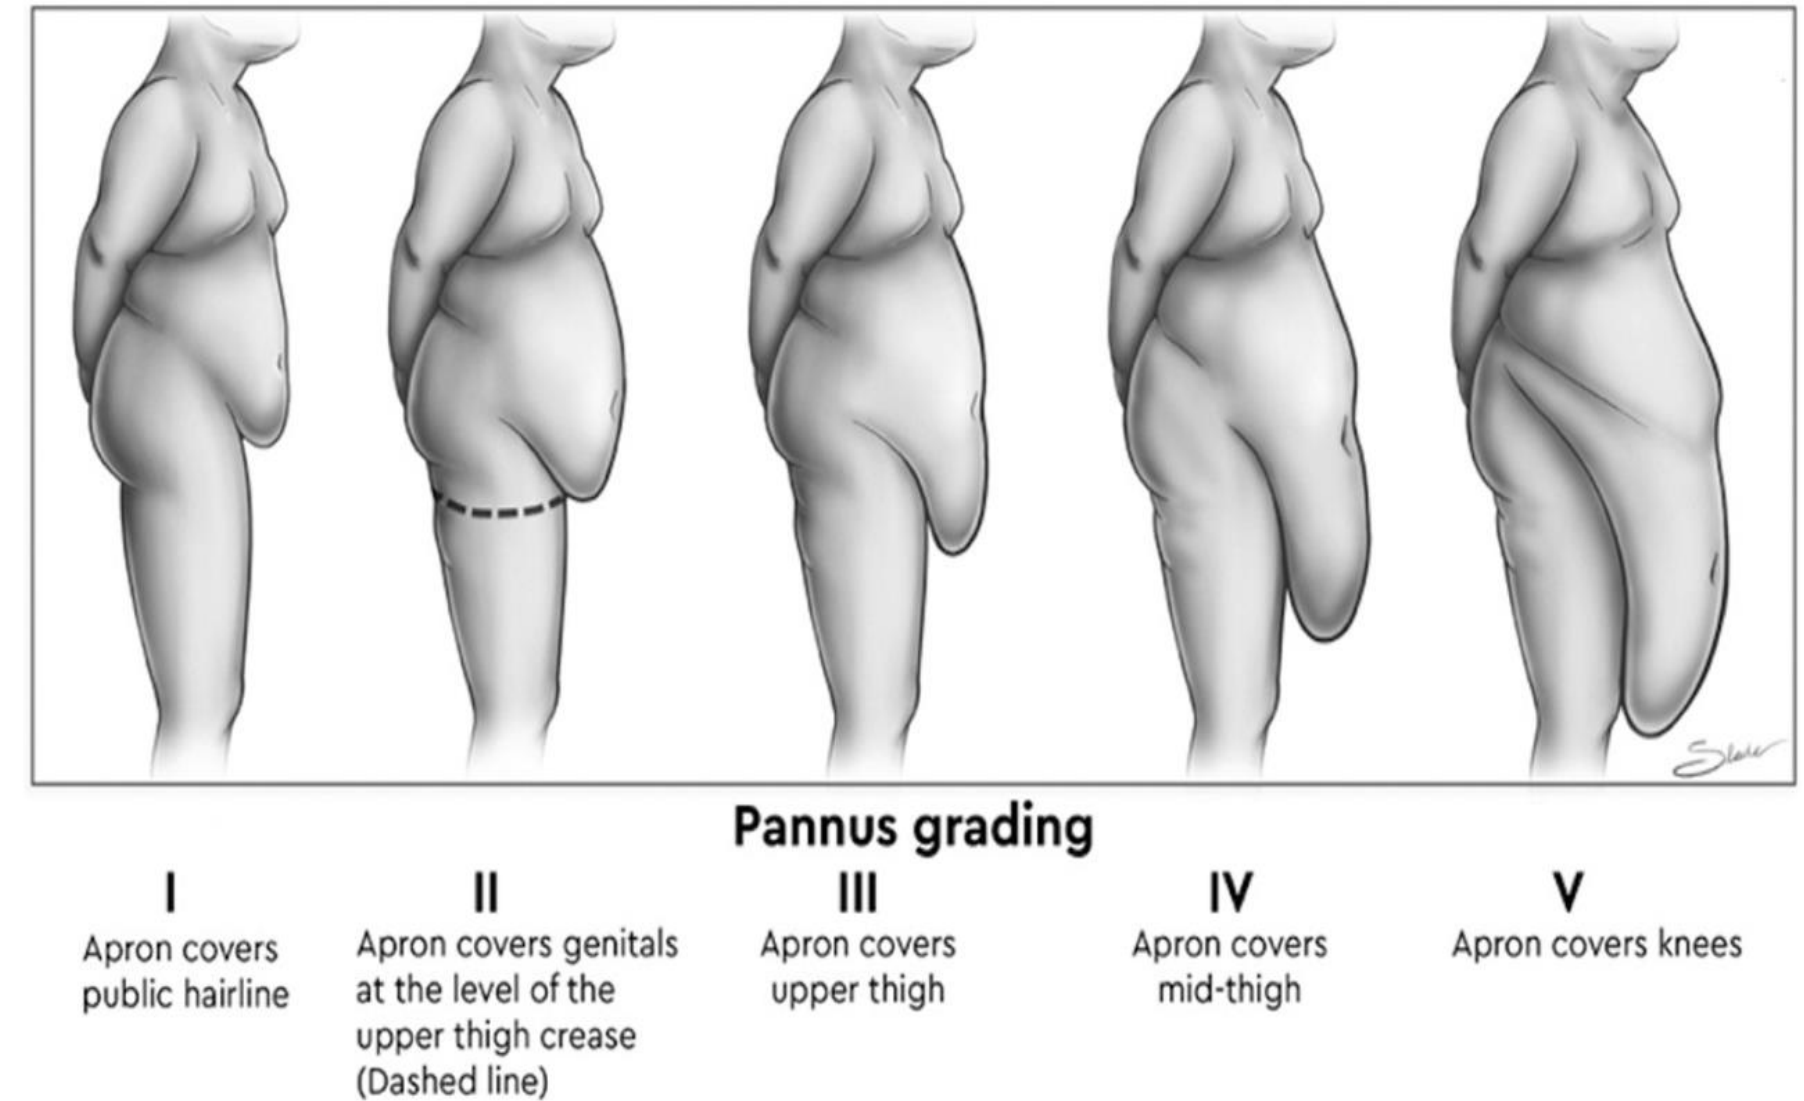 Slader
Pannus grading
I
Apron covers
public hairline
II
Apron covers genitals
at the level of the
upper thigh crease
(Dashed line)
III
Apron covers
upper thigh
IV
Apron covers
mid-thigh
V
Apron covers knees